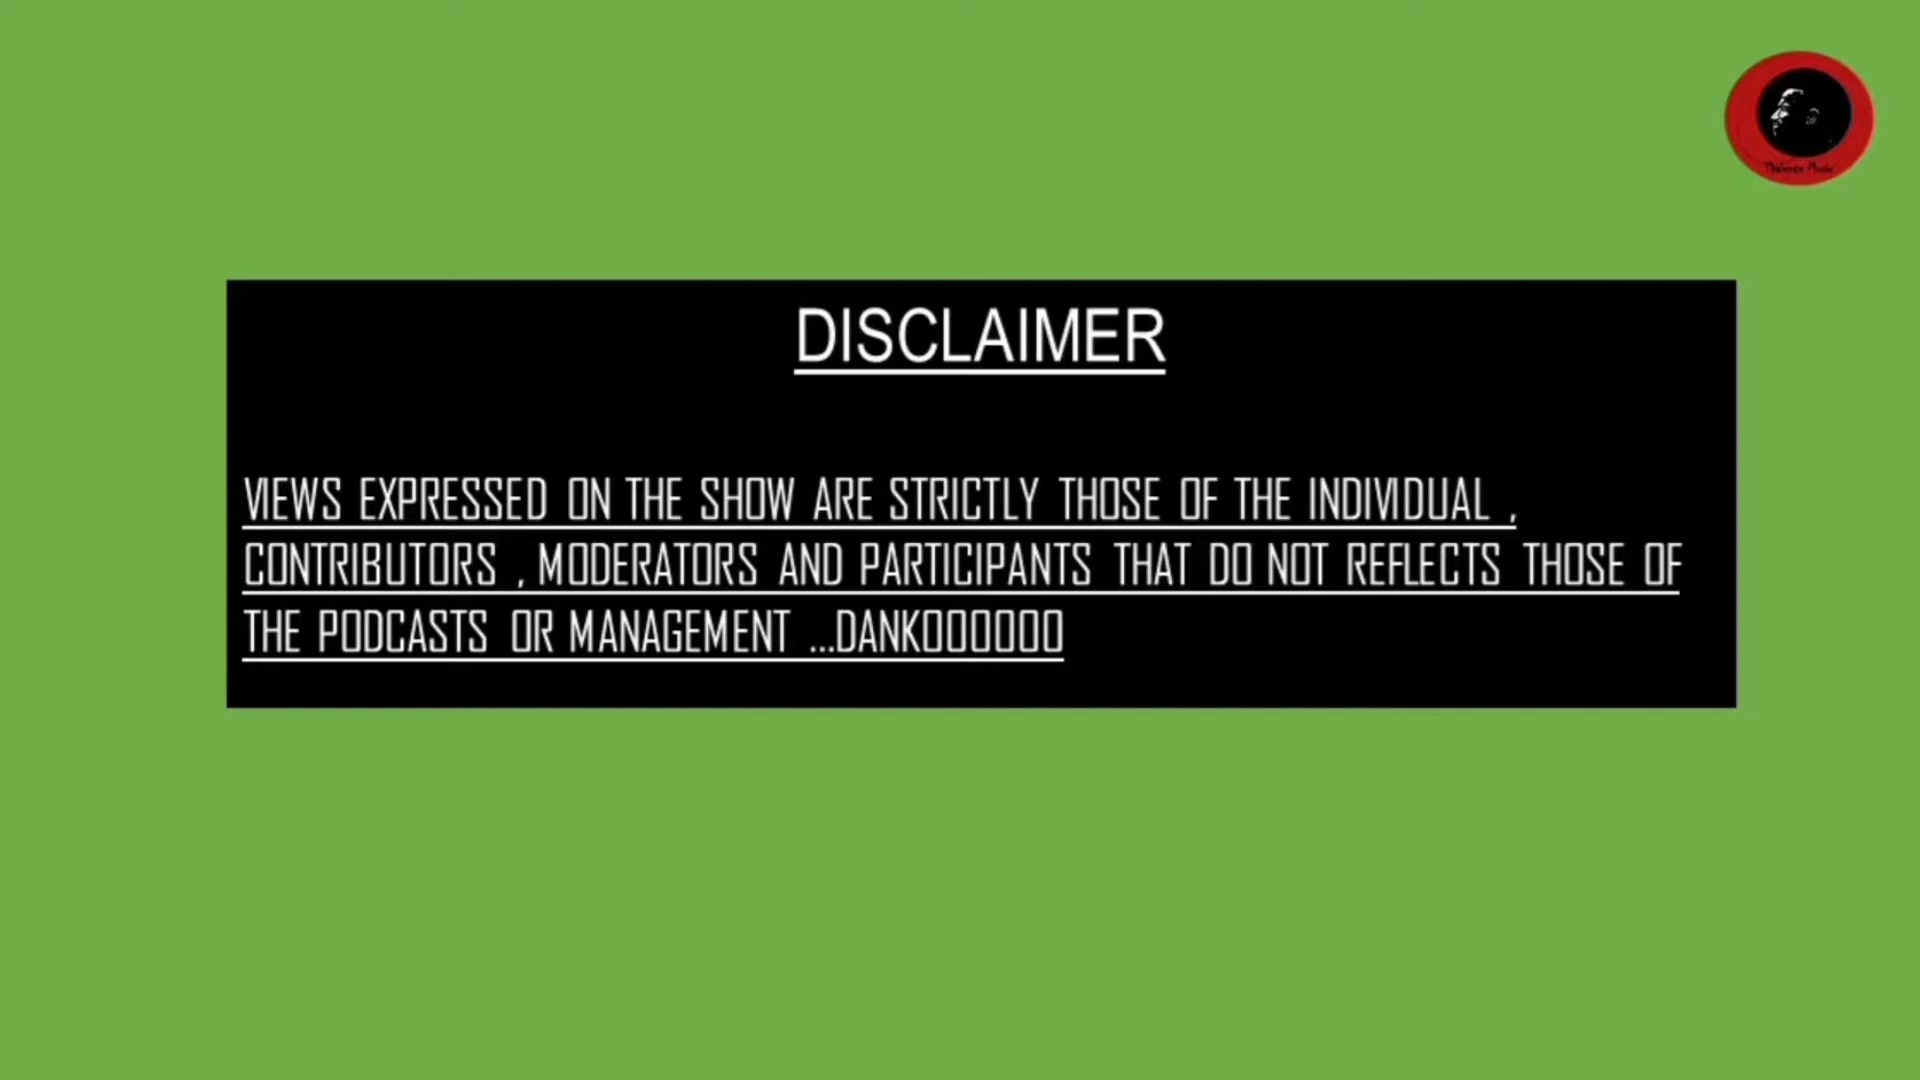 DISCLAIMER
VIEWS EXPRESSED ON THE SHOW ARE STRICTLY THOSE OF THE INDIVIDUAL ,
CONTRIBUTORS , MODERATORS AND PARTICIPANTS THAT DO NOT REFLECTS THOSE OF
THE PODCASTS OR MANAGEMENT ...DANKOOOOOO
Music